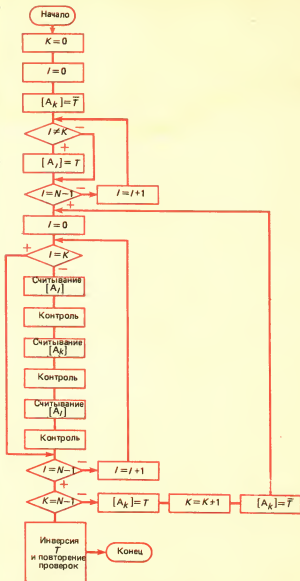 Начало
K=0
I=0
[A_k]=T̅
I≠K
−
+
[A_I]=T
I=N−1
−
I=I+1
+
I=0
+
I=K
−
Считывание
[A_I]
Контроль
Считывание
[A_k]
Контроль
Считывание
[A_I]
Контроль
I=N−1
−
I=I+1
+
K=N−1
−
[A_k]=T
K=K+1
[A_k]=T̅
+
Инверсия
T
и повторение
проверок
Конец